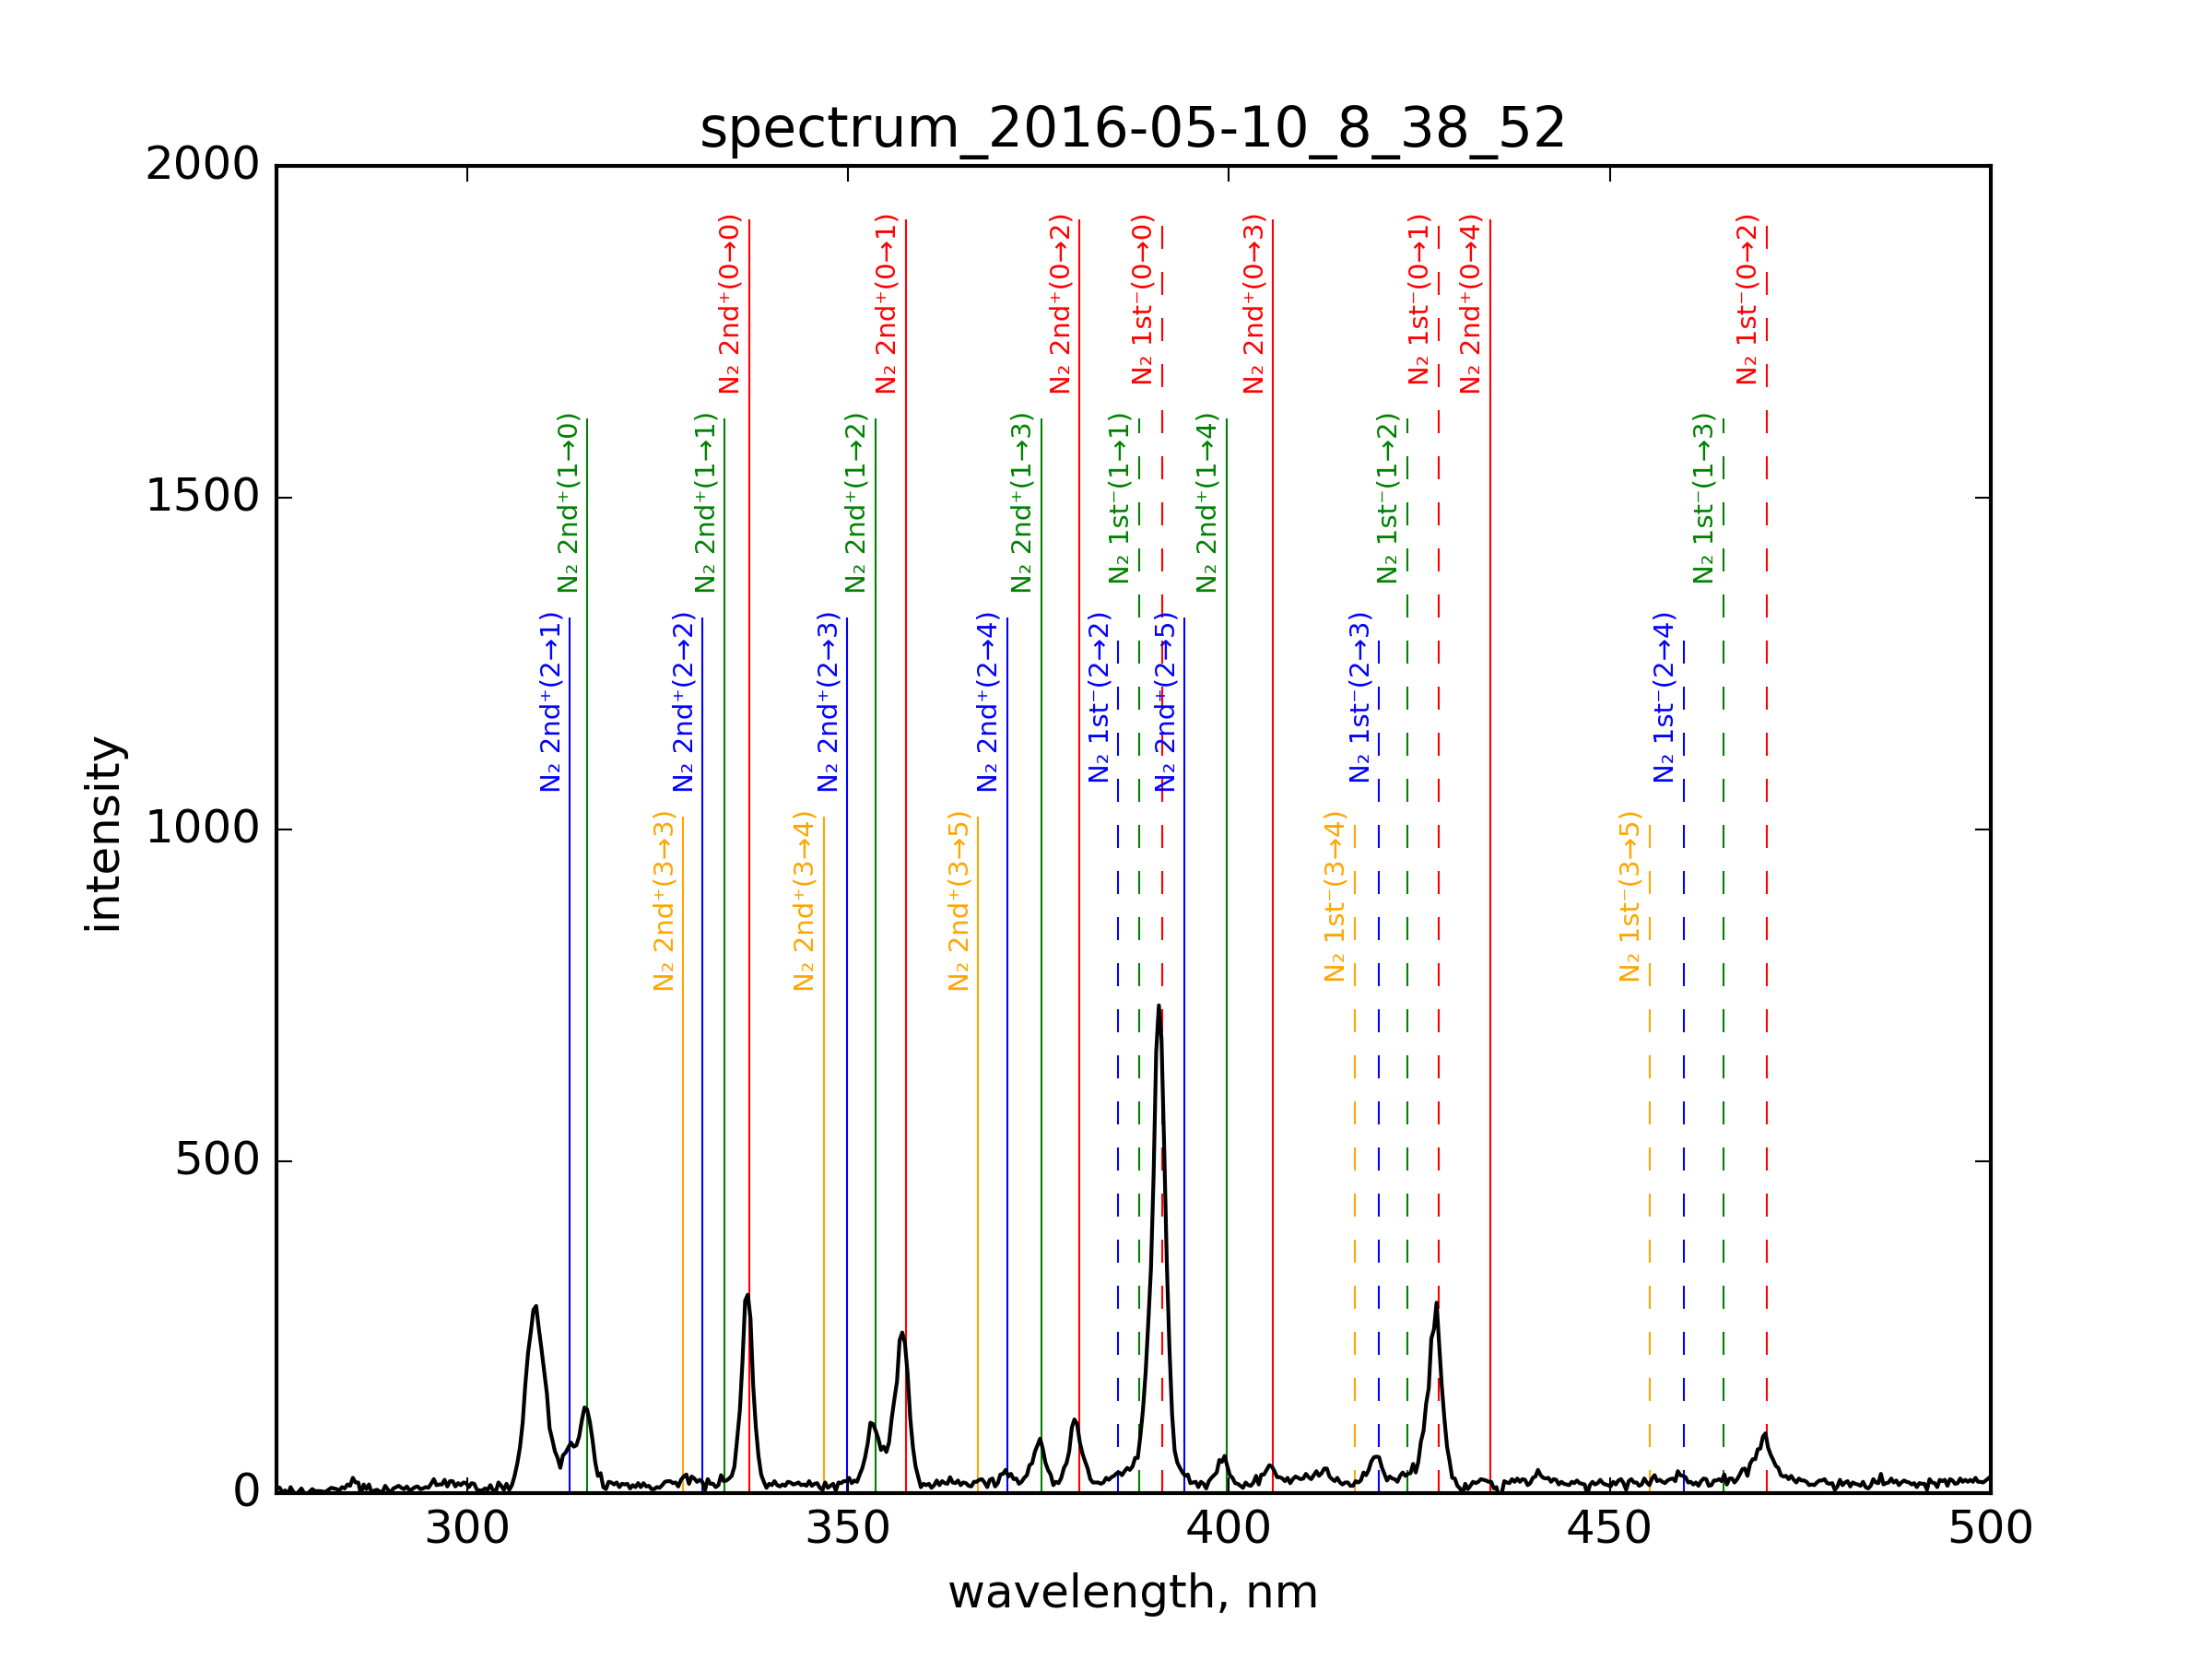 spectrum_2016-05-10_8_38_52
2000
1500
1000
500
0
intensity
N₂ 2nd⁺(0→0)
N₂ 2nd⁺(0→1)
N₂ 2nd⁺(0→2)
N₂ 1st⁻(0→0)
N₂ 2nd⁺(0→3)
N₂ 1st⁻(0→1)
N₂ 2nd⁺(0→4)
N₂ 1st⁻(0→2)
N₂ 2nd⁺(1→0)
N₂ 2nd⁺(1→1)
N₂ 2nd⁺(1→2)
N₂ 2nd⁺(1→3)
N₂ 1st⁻(1→1)
N₂ 2nd⁺(1→4)
N₂ 1st⁻(1→2)
N₂ 1st⁻(1→3)
N₂ 2nd⁺(2→1)
N₂ 2nd⁺(2→2)
N₂ 2nd⁺(2→3)
N₂ 2nd⁺(2→4)
N₂ 1st⁻(2→2)
N₂ 2nd⁺(2→5)
N₂ 1st⁻(2→3)
N₂ 1st⁻(2→4)
N₂ 2nd⁺(3→3)
N₂ 2nd⁺(3→4)
N₂ 2nd⁺(3→5)
N₂ 1st⁻(3→4)
N₂ 1st⁻(3→5)
300 350 400 450 500
wavelength, nm